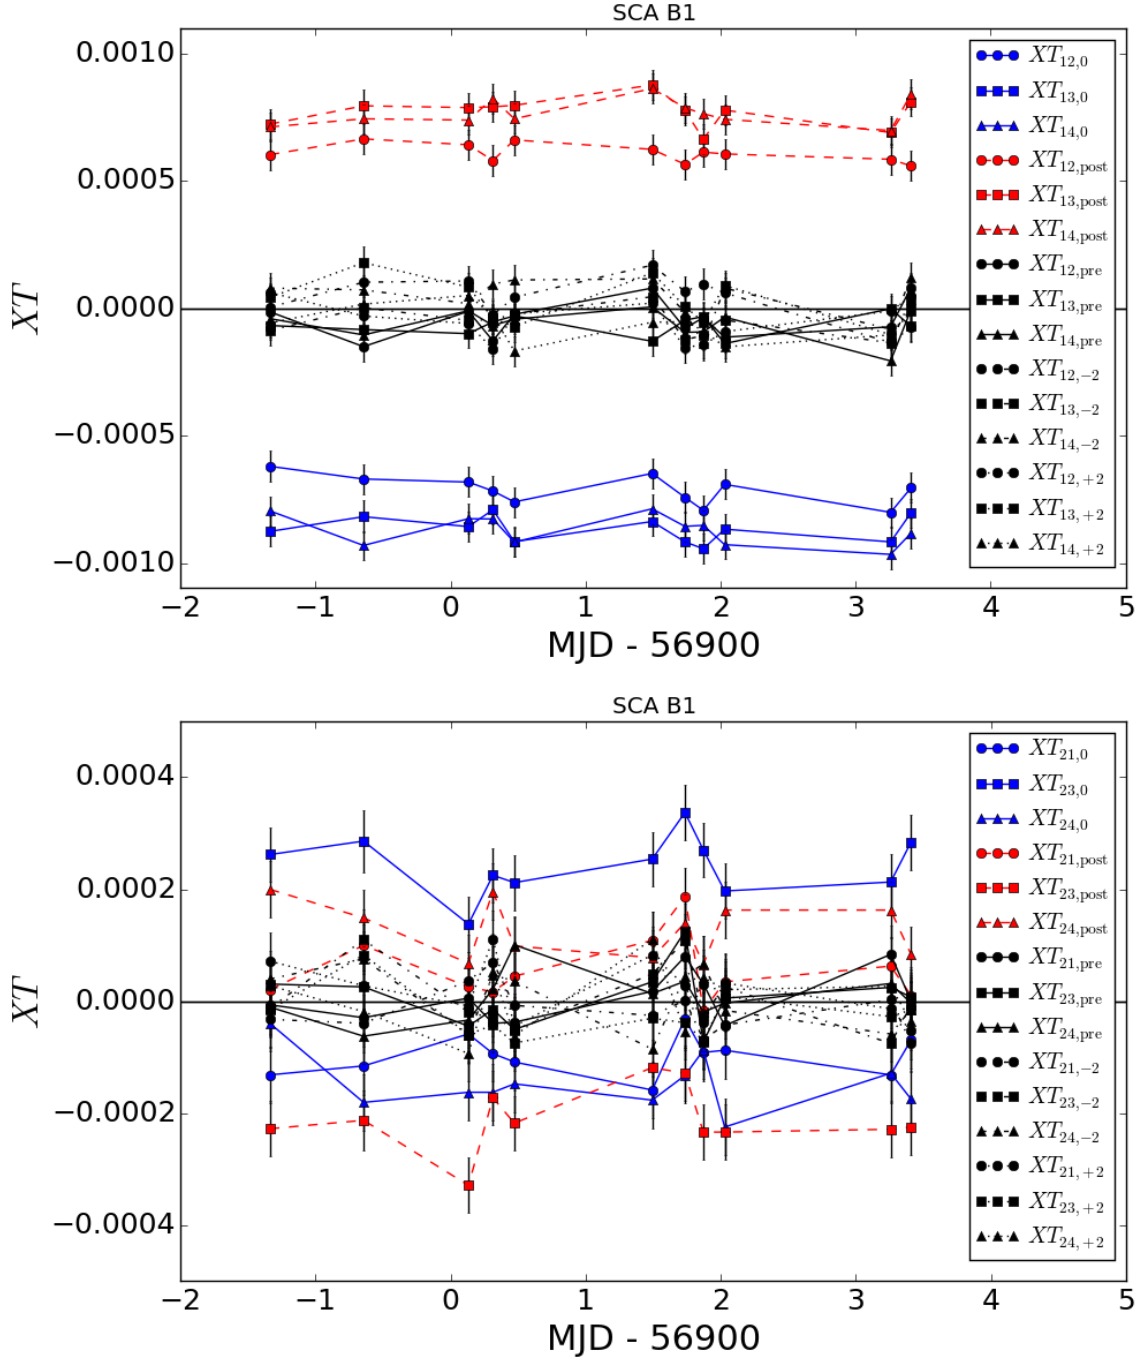 SCA B1
0.0010
0.0005
0.0000
−0.0005
−0.0010
XT
−2 −1 0 1 2 3 4 5
MJD - 56900
XT12,0
XT13,0
XT14,0
XT12,post
XT13,post
XT14,post
XT12,pre
XT13,pre
XT14,pre
XT12,−2
XT13,−2
XT14,−2
XT12,+2
XT13,+2
XT14,+2
SCA B1
0.0004
0.0002
0.0000
−0.0002
−0.0004
XT
−2 −1 0 1 2 3 4 5
MJD - 56900
XT21,0
XT23,0
XT24,0
XT21,post
XT23,post
XT24,post
XT21,pre
XT23,pre
XT24,pre
XT21,−2
XT23,−2
XT24,−2
XT21,+2
XT23,+2
XT24,+2